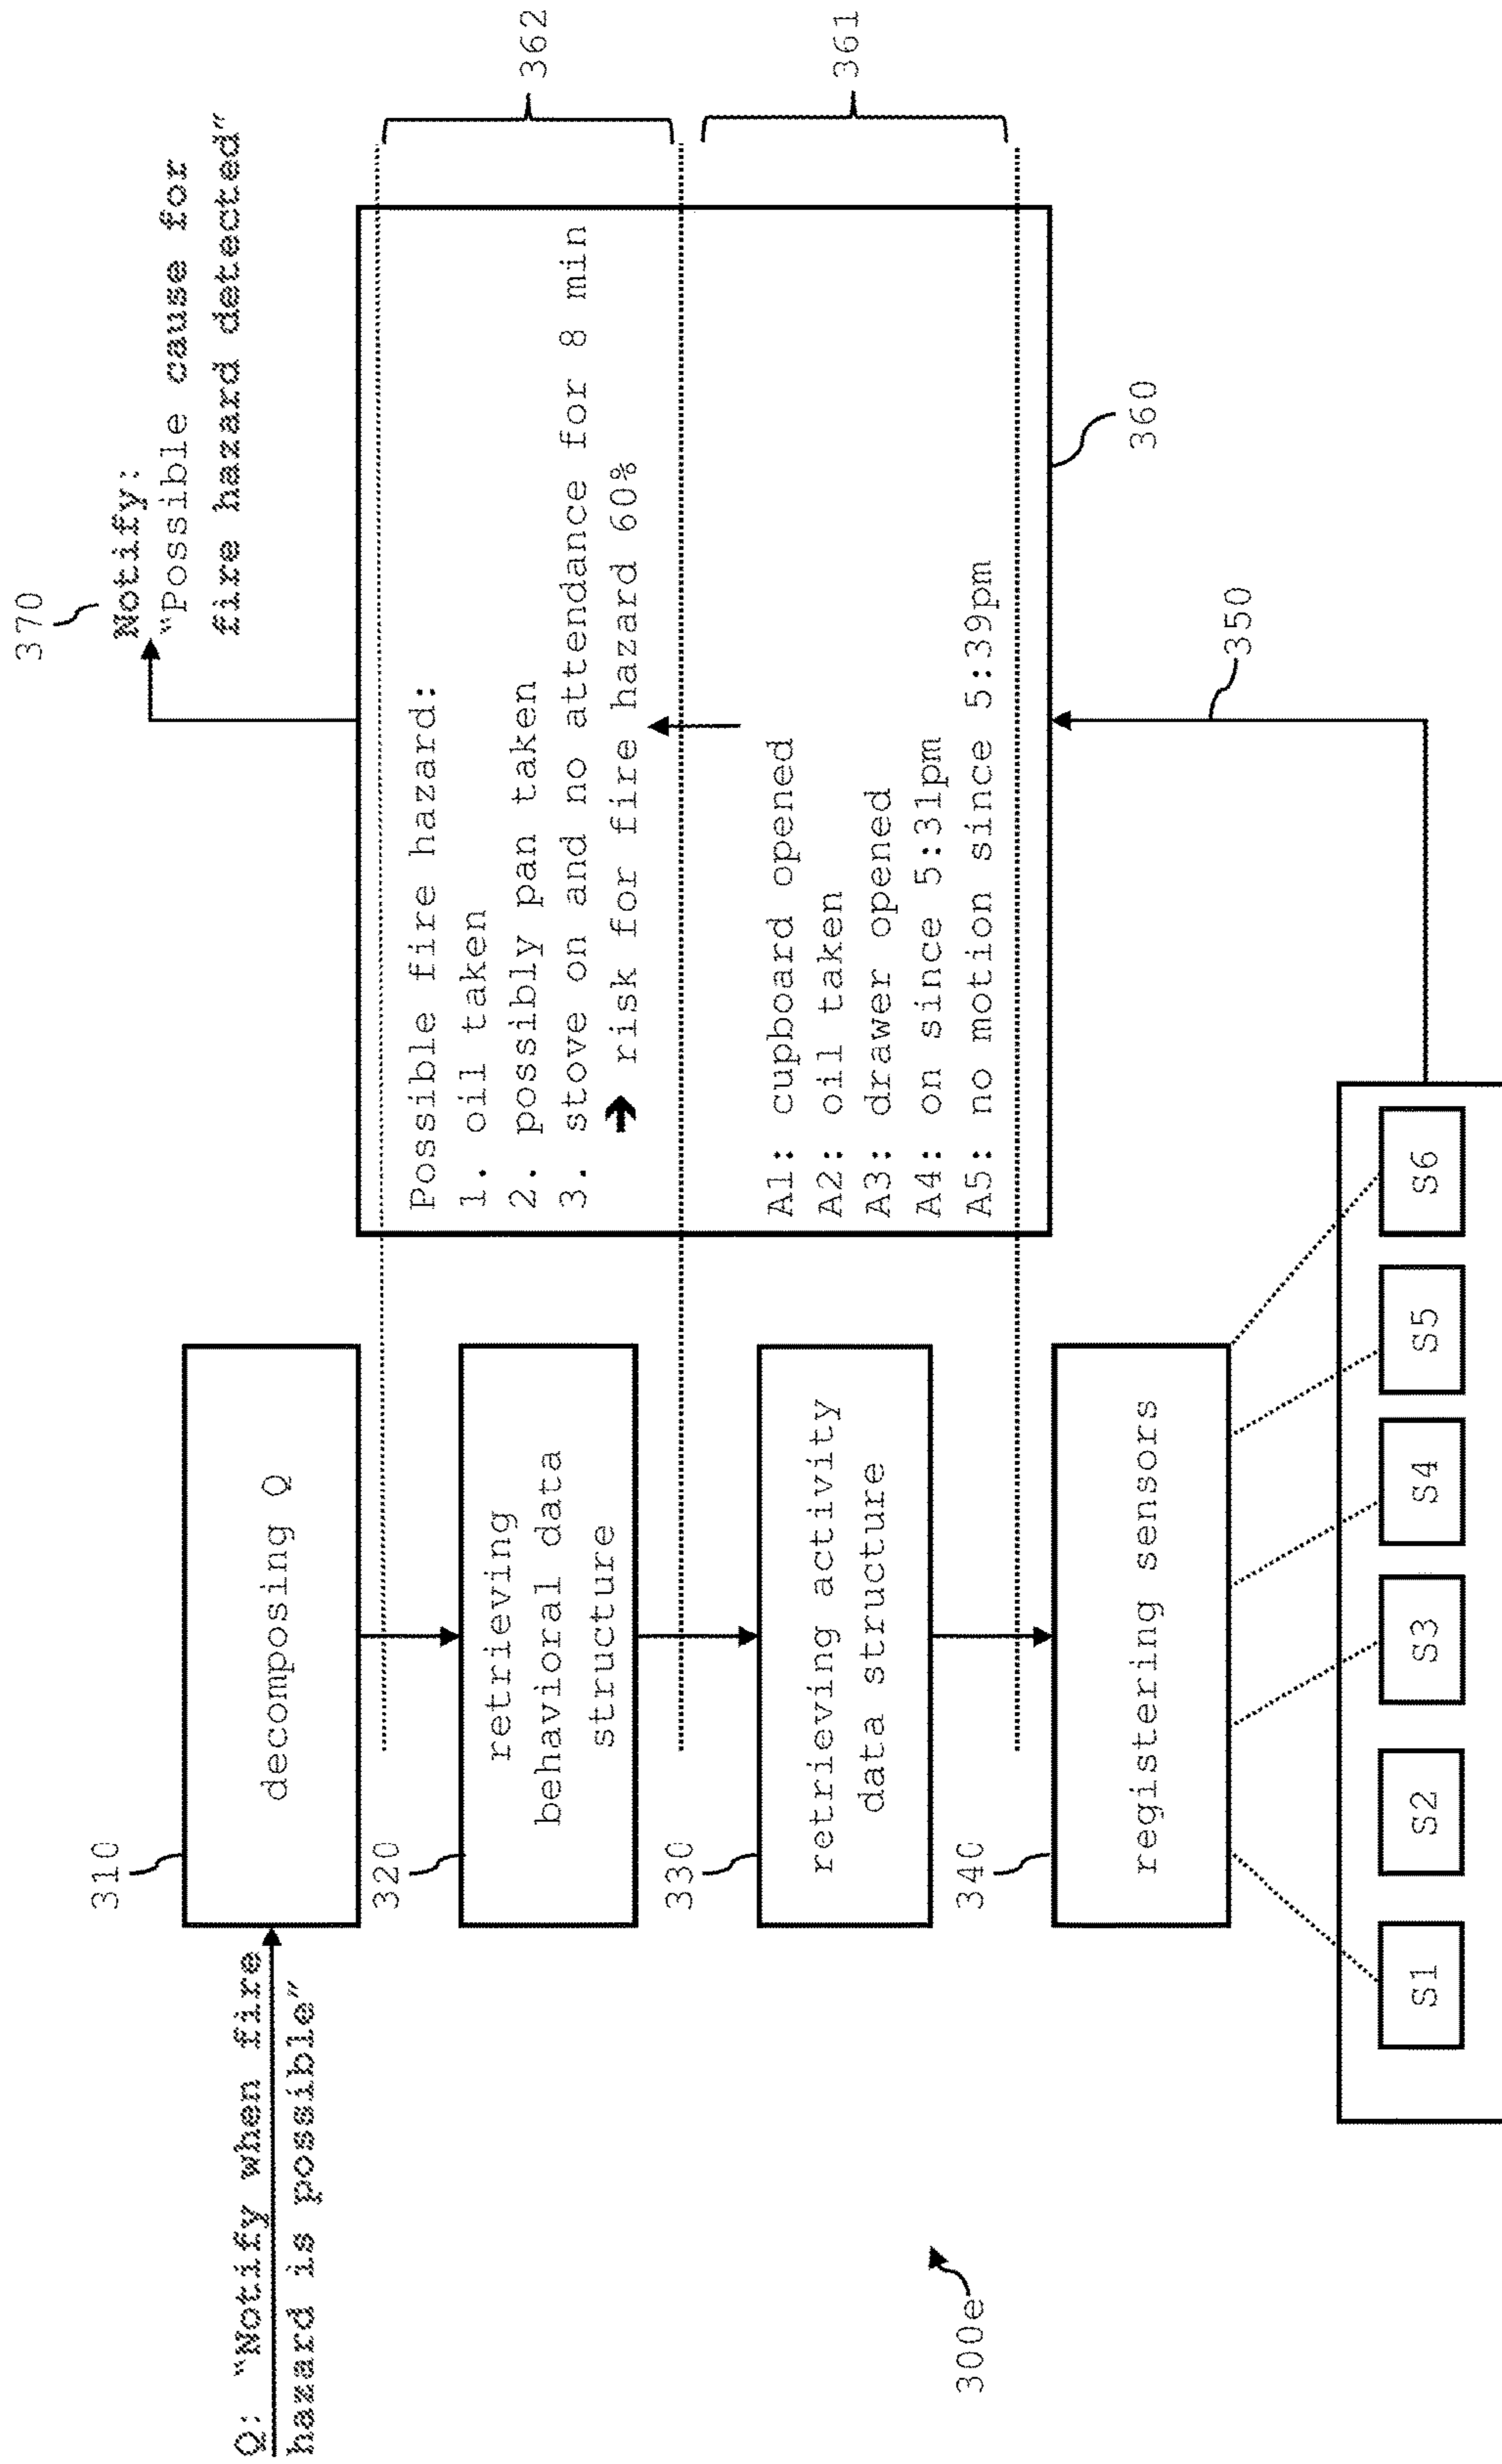 370
Notify:
"Possible cause for
fire hazard detected"
Q: "Notify when fire
hazard is possible"
310
decomposing Q
320
retrieving
behavioral data
structure
330
retrieving activity
data structure
340
registering sensors
Possible fire hazard:
1. oil taken
2. possibly pan taken
3. stove on and no attendance for 8 min
➔ risk for fire hazard 60%
362
A1: cupboard opened
A2: oil taken
A3: drawer opened
A4: on since 5:31pm
A5: no motion since 5:39pm
361
360
350
300e
S1
S2
S3
S4
S5
S6